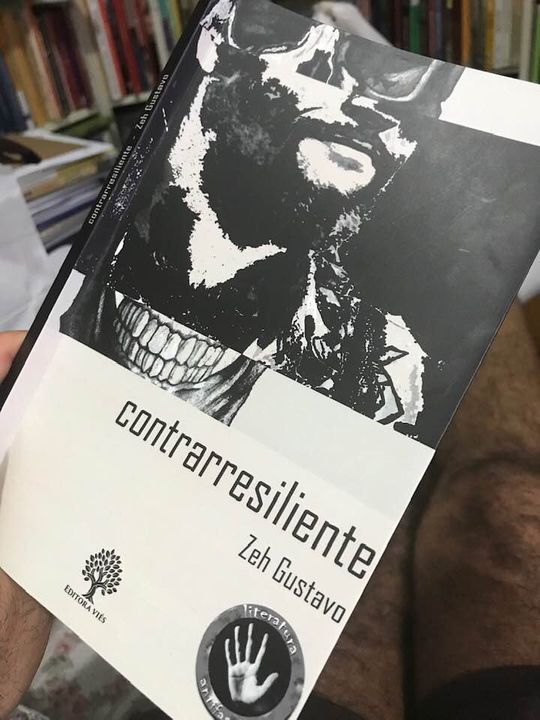 contrarresiliente   Zeh Gustavo
contrarresiliente
Zeh Gustavo
EDITORA VIÉS
literatura